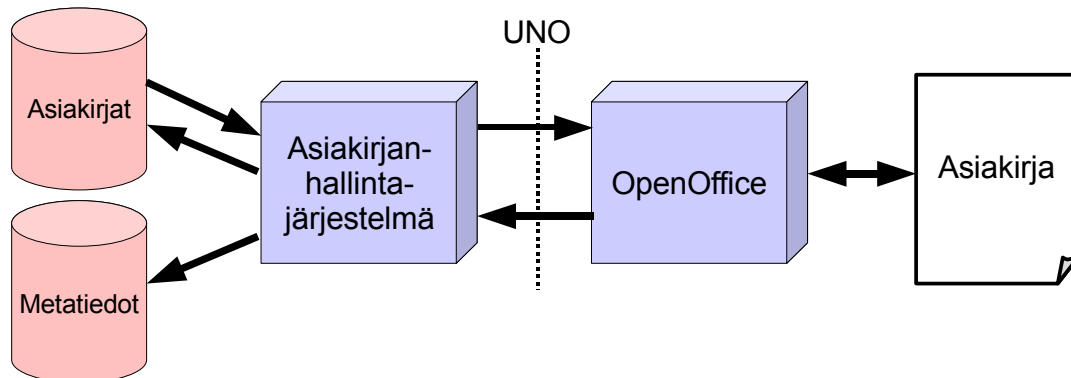 UNO
Asiakirjat
Asiakirjan-
hallinta-
järjestelmä
OpenOffice
Asiakirja
Metatiedot